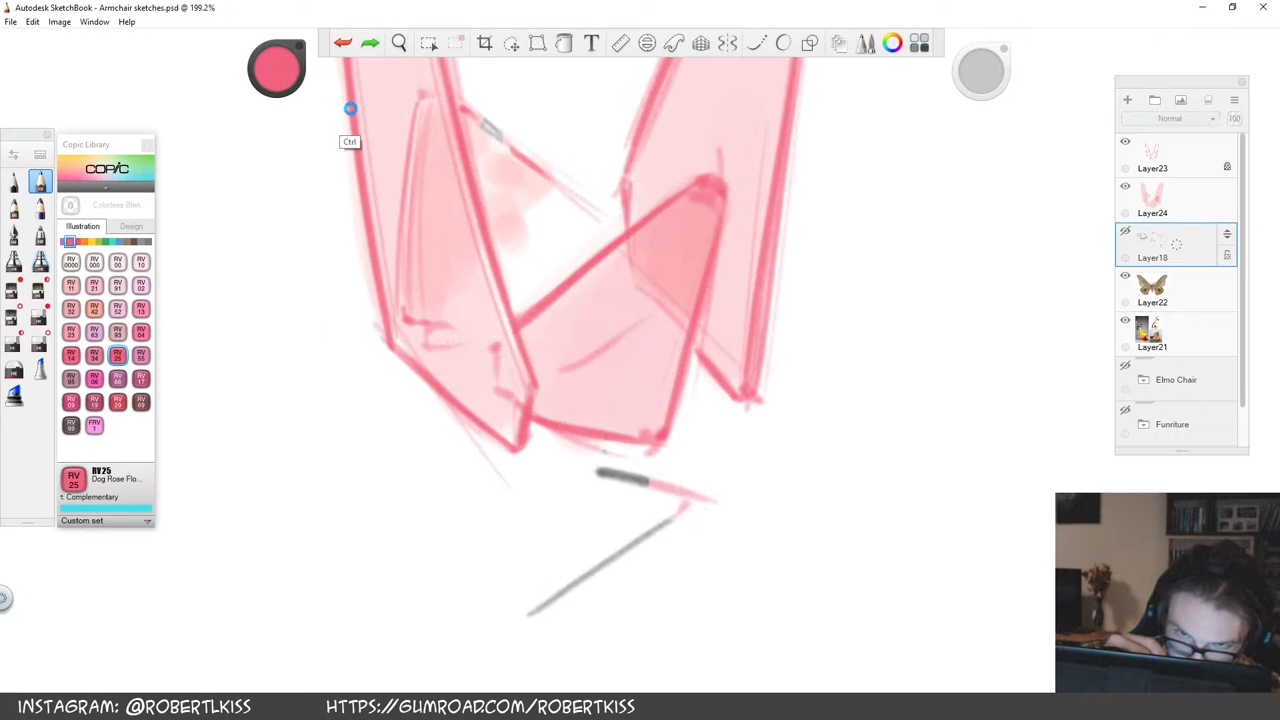 Autodesk SketchBook - Armchair sketches.psd @ 199.2%
File Edit Image Window Help
Ctrl
Copic Library
COPIC
0 Colorless Blen...
Illustration Design
RV 0000 RV 000 RV 00 RV 10
RV 11 RV 21 RV 91 RV 02
RV 32 RV 42 RV 52 RV 13
RV 23 RV 63 RV 93 RV 04
RV 14 RV 34 RV 25 RV 55
RV 95 RV 06 RV 66 RV 17
RV 09 RV 19 RV 29 RV 69
RV 99 FRV 1
RV 25 RV25
Dog Rose Flo...
Complementary
Custom set
Normal 100
Layer23
Layer24
Layer18
Layer22
Layer21
Elmo Chair
Funriture
INSTAGRAM: @ROBERTLKISS HTTPS://GUMROAD.COM/ROBERTKISS